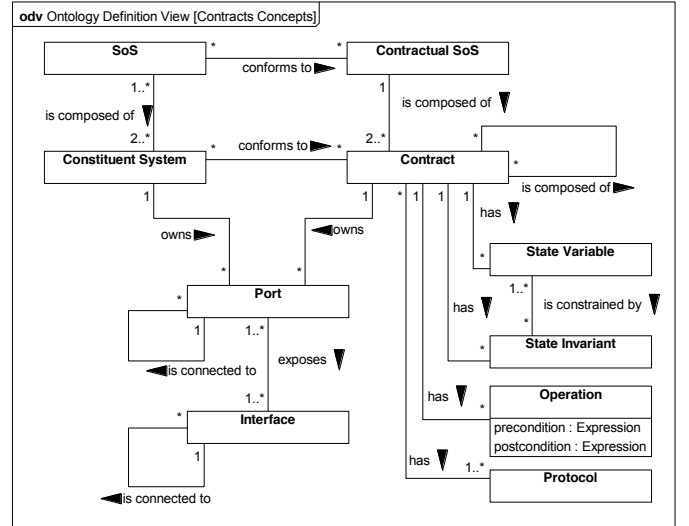 odv Ontology Definition View [Contracts Concepts]
SoS
*
*
Contractual SoS
conforms to
1..*
1
is composed of
is composed of
2..*
2..*
*
Constituent System
*
conforms to
*
Contract
*
is composed of
1
1
*
1
1
1
has
owns
owns
*
State Variable
*
*
1..*
Port
is constrained by
*
has
*
1
1..*
*
State Invariant
is connected to
exposes
1..*
Operation
*
Interface
has
*
precondition : Expression
1
postcondition : Expression
has
1..*
Protocol
is connected to